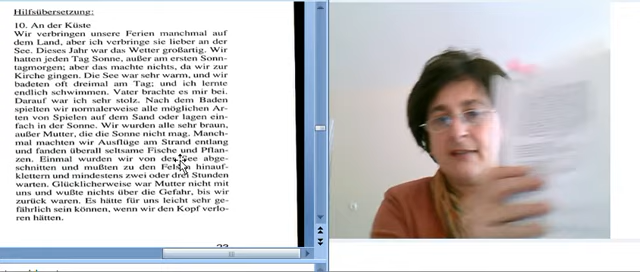 Hilfsübersetzung:
10. An der Küste
Wir verbringen unsere Ferien manchmal auf
dem Land, aber ich verbringe sie lieber an der
See. Dieses Jahr war das Wetter großartig. Wir
hatten jeden Tag Sonne, außer am ersten Sonn-
tagmorgen; aber das machte nichts, da wir zur
Kirche gingen. Die See war sehr warm, und wir
badeten oft dreimal am Tag; und ich lernte
endlich schwimmen. Vater brachte es mir bei.
Darauf war ich sehr stolz. Nach dem Baden
spielten wir normalerweise alle möglichen Ar-
ten von Spielen auf dem Sand oder lagen ein-
fach in der Sonne. Wir wurden alle sehr braun,
außer Mutter, die die Sonne nicht mag. Manch-
mal machten wir Ausflüge am Strand entlang
und fanden überall seltsame Fische und Pflan-
zen. Einmal wurden wir von der See abge-
schnitten und mußten zu den Felsen hinauf-
klettern und mindestens zwei oder drei Stunden
warten. Glücklicherweise war Mutter nicht mit
uns und wußte nichts über die Gefahr, bis wir
zurück waren. Es hätte für uns leicht sehr ge-
fährlich sein können, wenn wir den Kopf verlo-
ren hätten.